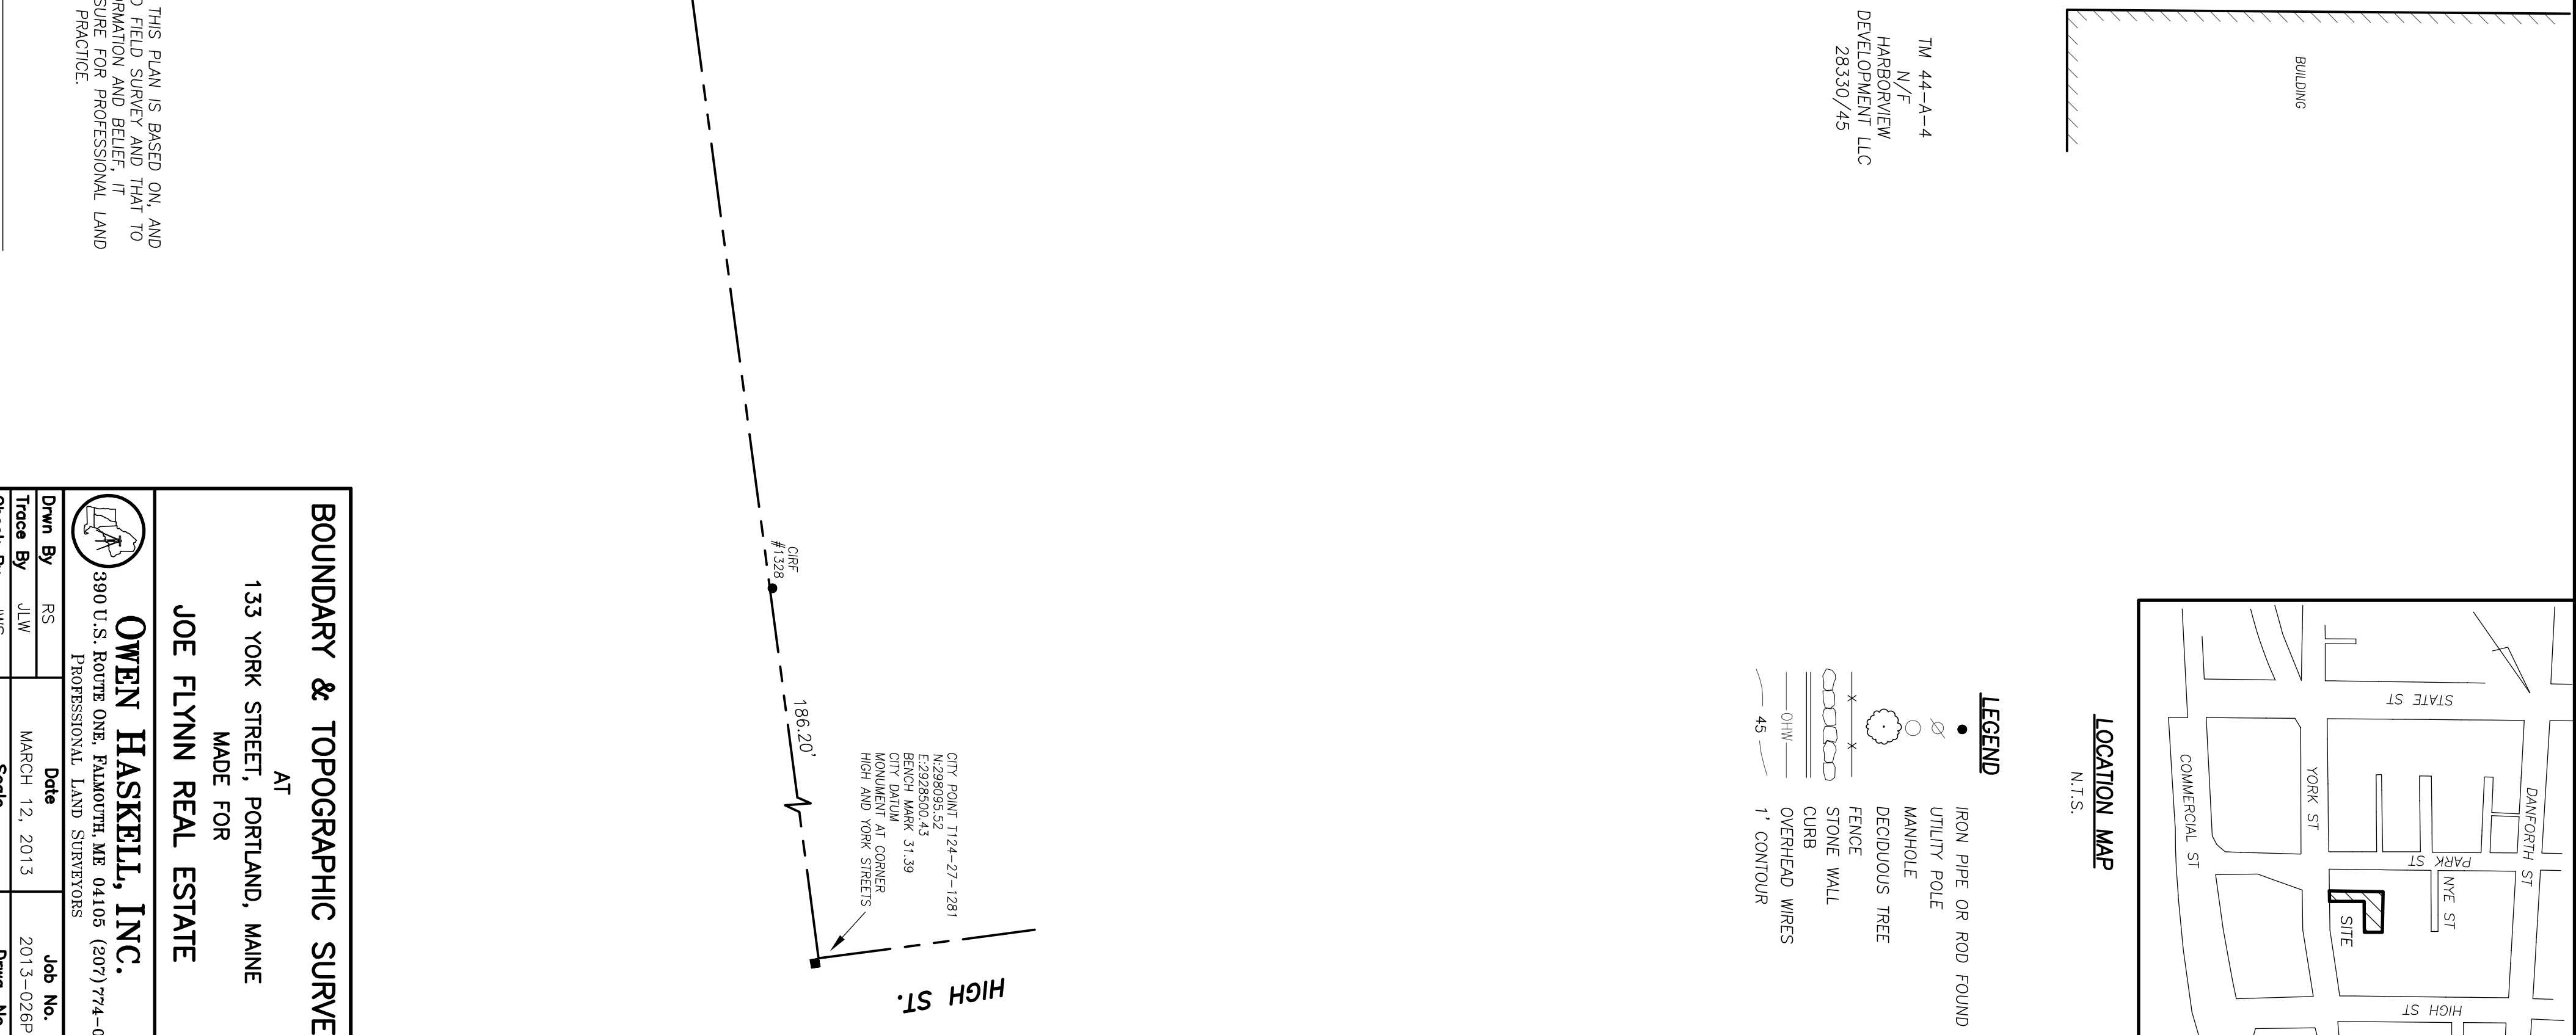 LOCATION MAP
N.T.S.
STATE ST
COMMERCIAL ST
YORK ST
DANFORTH ST
PARK ST
NYE ST
SITE
HIGH ST
LEGEND
IRON PIPE OR ROD FOUND
UTILITY POLE
MANHOLE
DECIDUOUS TREE
FENCE
STONE WALL
CURB
OHW OVERHEAD WIRES
45 1' CONTOUR
BUILDING
TM 44-A-4
N/F
HARBORVIEW
DEVELOPMENT LLC
28330/45
CITY POINT T124-27-1281
N:298095.52
E:2928500.43
BENCH MARK 31.39
CITY DATUM
MONUMENT AT CORNER
HIGH AND YORK STREETS
HIGH ST.
186.20'
CIRF
#1328
THIS PLAN IS BASED ON, AND
FIELD SURVEY AND THAT TO
ORMATION AND BELIEF, IT
SURE FOR PROFESSIONAL LAND
PRACTICE.
BOUNDARY & TOPOGRAPHIC SURVE
AT
133 YORK STREET, PORTLAND, MAINE
MADE FOR
JOE FLYNN REAL ESTATE
OWEN HASKELL, INC.
390 U.S. ROUTE ONE, FALMOUTH, ME 04105 (207) 774-0
PROFESSIONAL LAND SURVEYORS
Drwn By RS Date Job No.
Trace By JLW MARCH 12, 2013 2013-026P